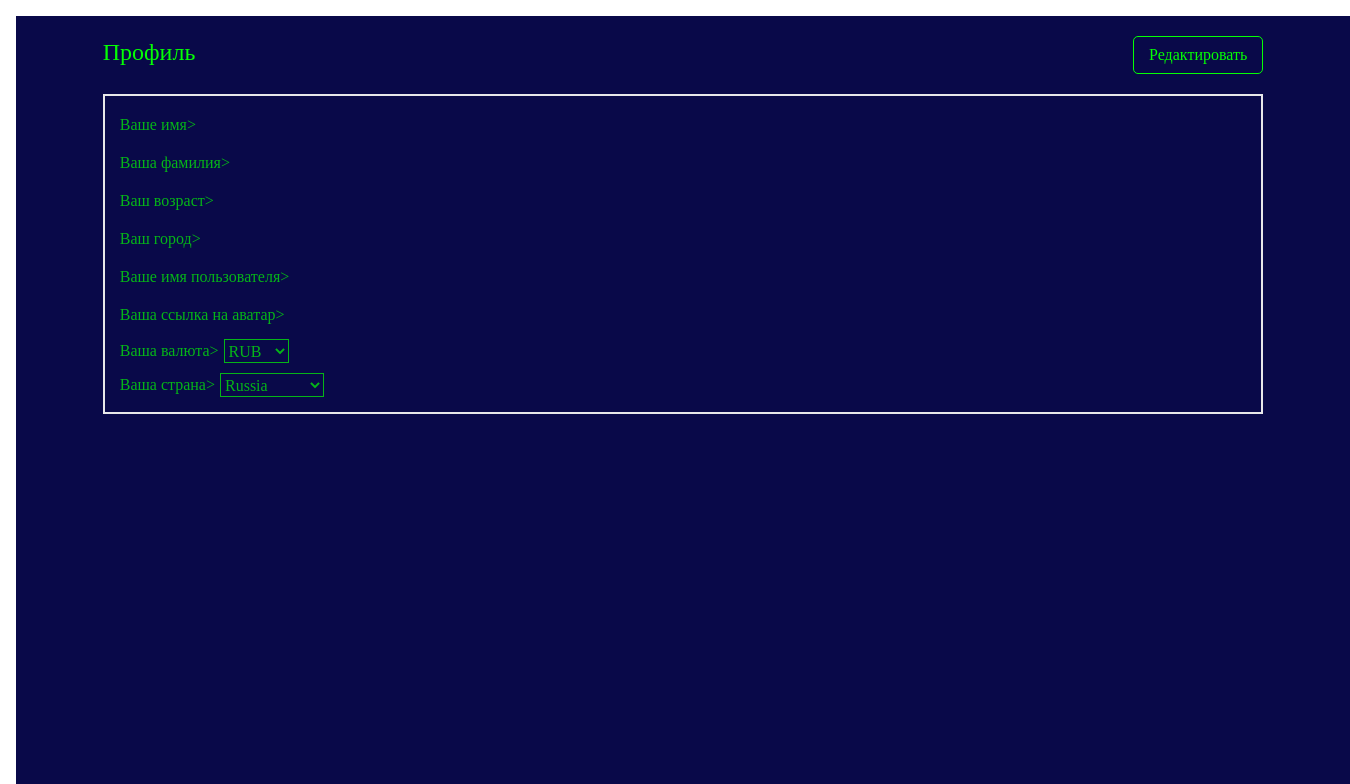 Профиль
Редактировать
Ваше имя>
Ваша фамилия>
Ваш возраст>
Ваш город>
Ваше имя пользователя>
Ваша ссылка на аватар>
Ваша валюта> RUB
Ваша страна> Russia